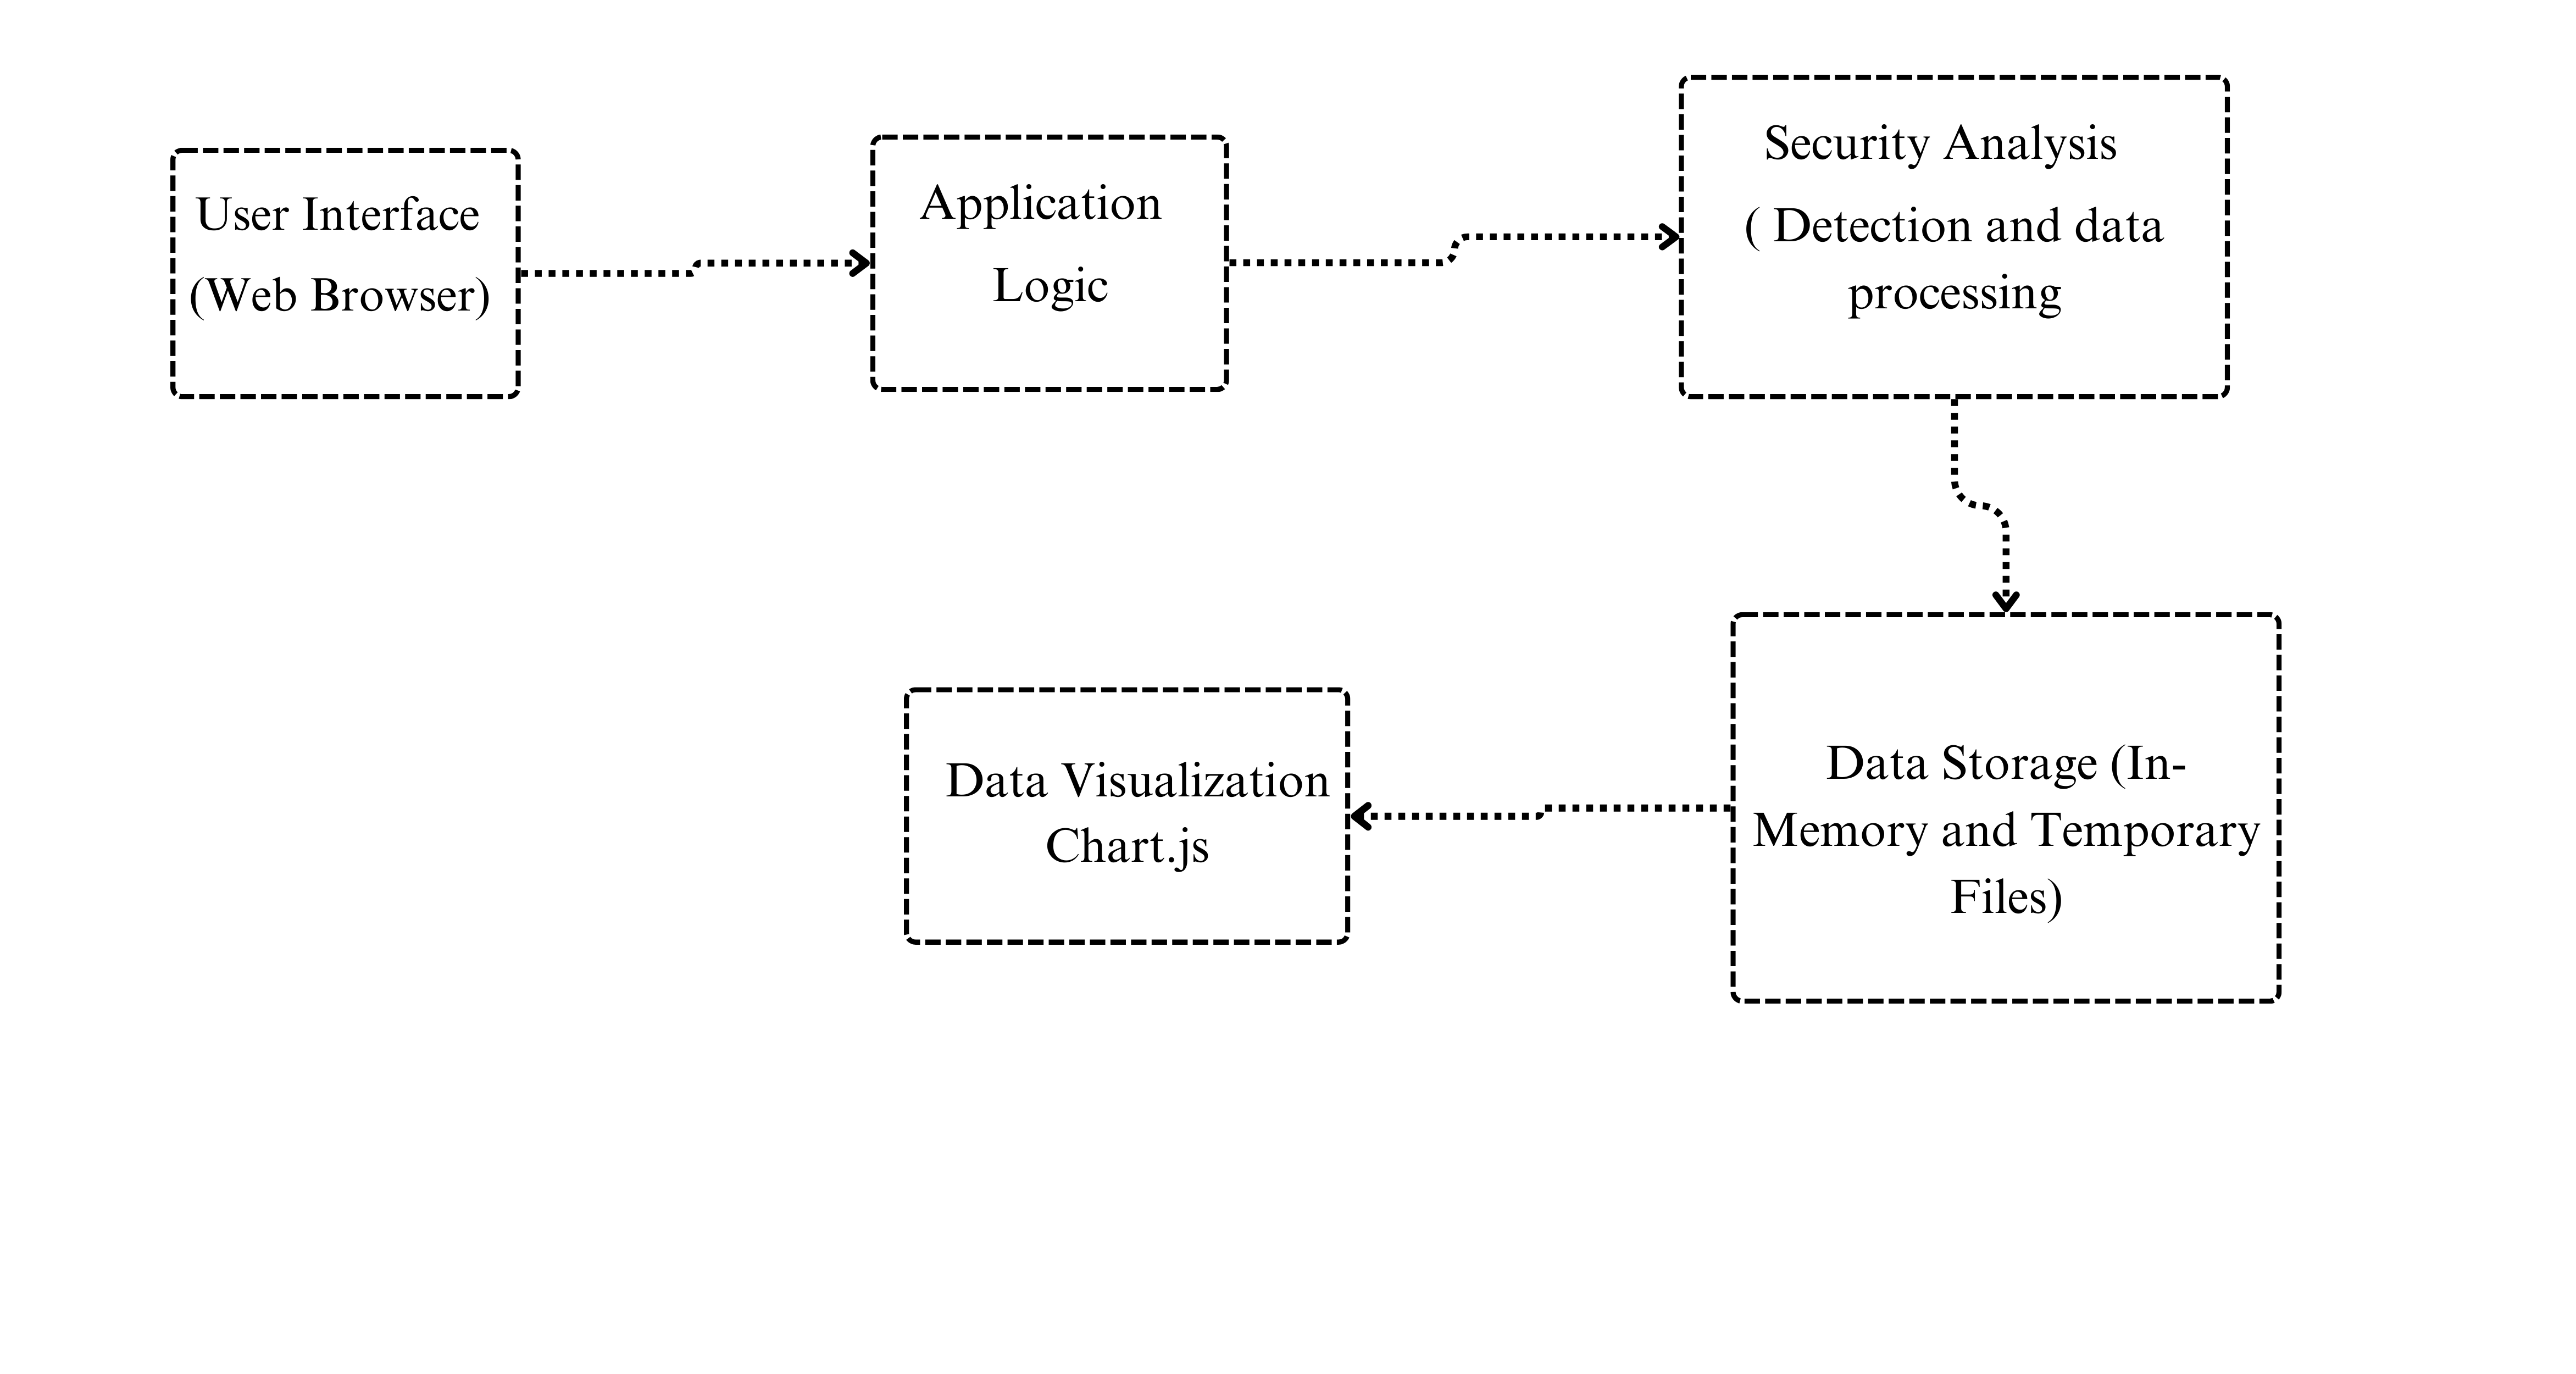 User Interface
(Web Browser)
Application
Logic
Security Analysis
( Detection and data
processing
Data Storage (In-
Memory and Temporary
Files)
Data Visualization
Chart.js